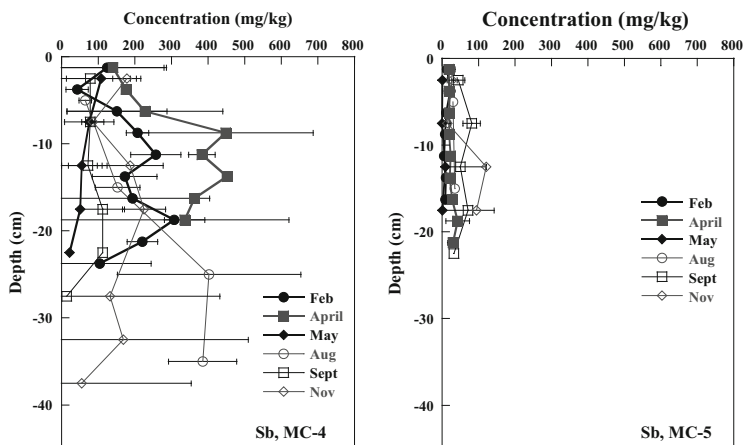 Concentration (mg/kg)
0 100 200 300 400 500 600 700 800
0
-10
-20
-30
-40
Depth (cm)
Feb
April
May
Aug
Sept
Nov
Sb, MC-4
Concentration (mg/kg)
0 100 200 300 400 500 600 700 800
0
-10
-20
-30
-40
Depth (cm)
Feb
April
May
Aug
Sept
Nov
Sb, MC-5